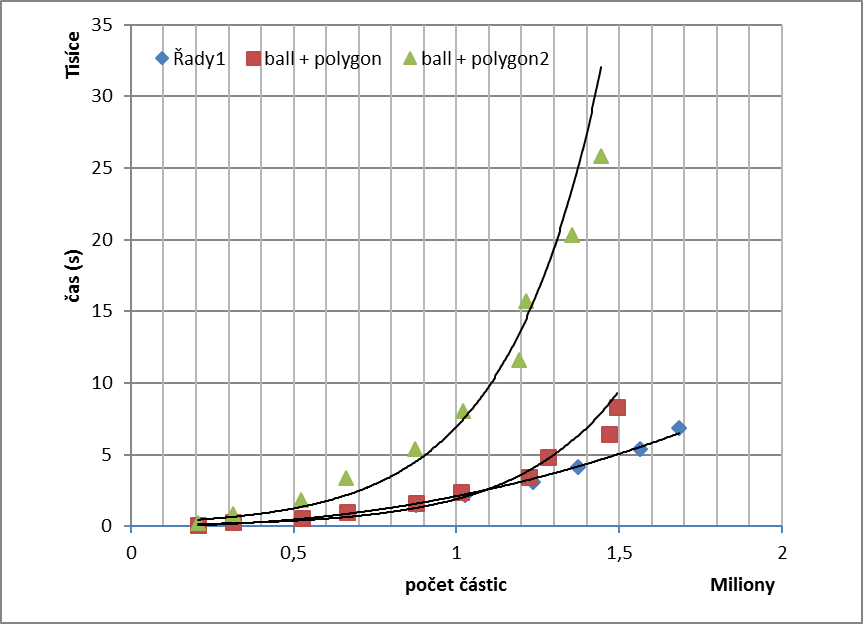 35
Tisíce
Řady1 ball + polygon ball + polygon2
30
25
20
čas (s)
15
10
5
0
0 0,5 1 1,5 2
počet částic Miliony